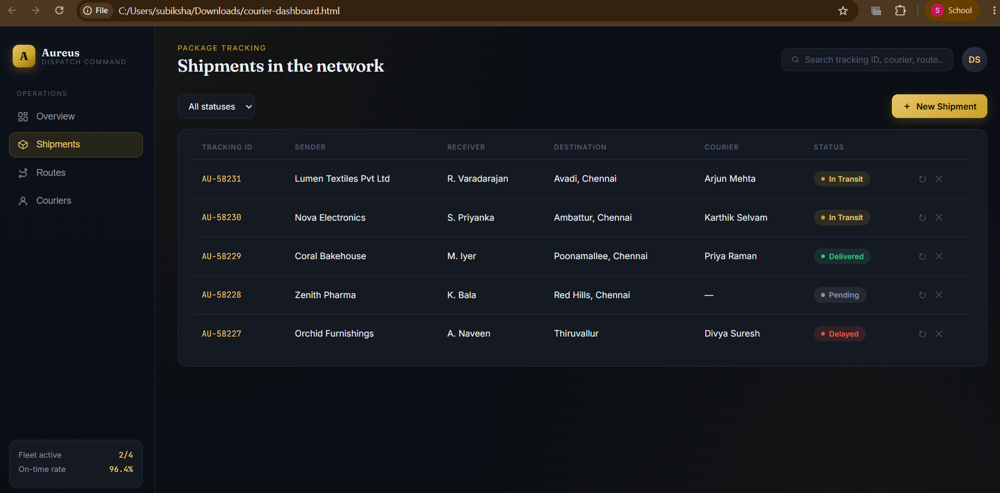 File C:/Users/subiksha/Downloads/courier-dashboard.html S School
A Aureus
DISPATCH COMMAND
OPERATIONS
Overview
Shipments
Routes
Couriers
Fleet active 2/4
On-time rate 96.4%
PACKAGE TRACKING
Shipments in the network
Search tracking ID, courier, route..
DS
All statuses
+ New Shipment
TRACKING ID SENDER RECEIVER DESTINATION COURIER STATUS
AU-58231 Lumen Textiles Pvt Ltd R. Varadarajan Avadi, Chennai Arjun Mehta In Transit
AU-58230 Nova Electronics S. Priyanka Ambattur, Chennai Karthik Selvam In Transit
AU-58229 Coral Bakehouse M. Iyer Poonamallee, Chennai Priya Raman Delivered
AU-58228 Zenith Pharma K. Bala Red Hills, Chennai — Pending
AU-58227 Orchid Furnishings A. Naveen Thiruvallur Divya Suresh Delayed